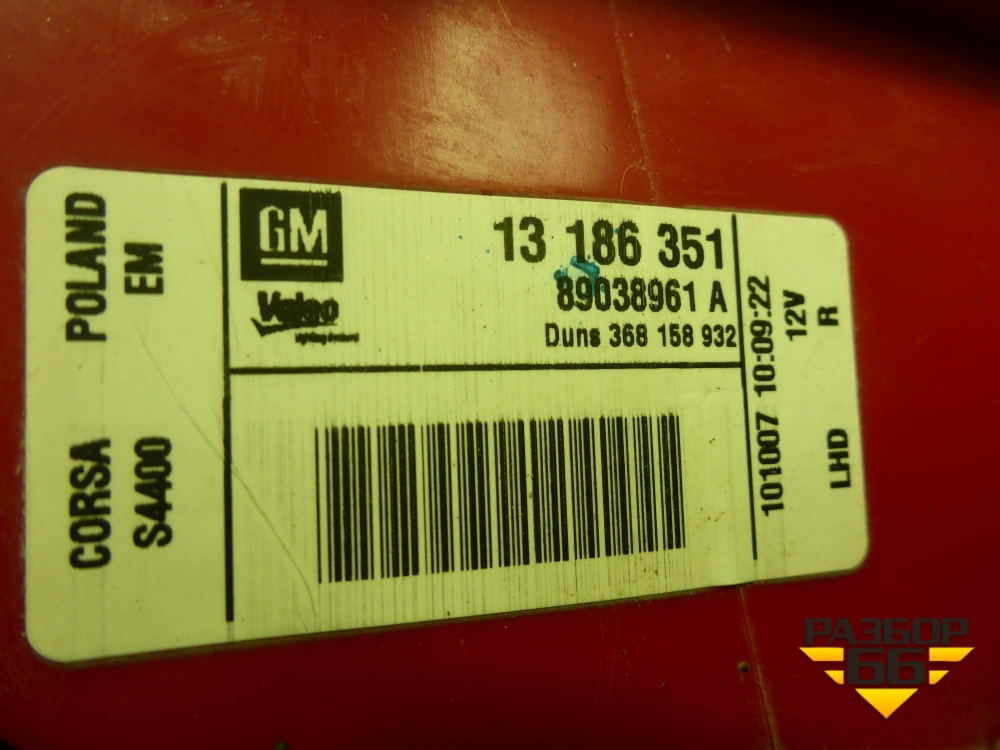 CORSA POLAND
S4400 EM
GM
Valeo
13 186 351
89038961 A
Duns 368 158 932
101007 10:09:22
12V
LHD R
РАЗБОР
66